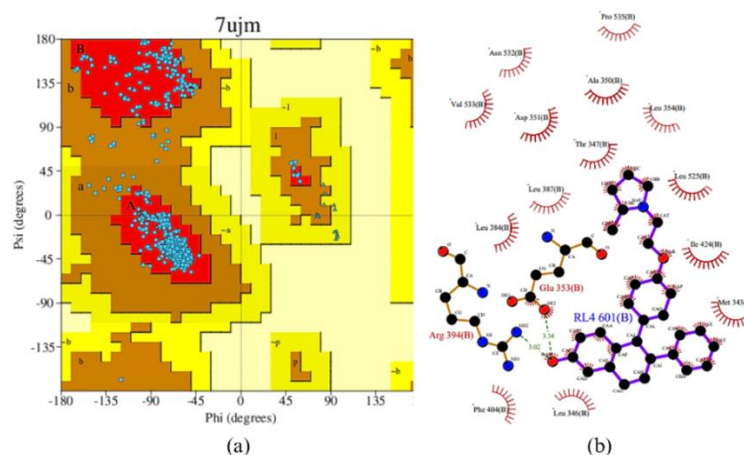 7ujm
Psi (degrees)
180
135
90
45
0
-45
-90
-135
-180
-135
-90
-45
0
45
90
135
Phi (degrees)
B
b
~b
b
~l
l
a
A
~a
~p
p
b
~b
~b
(a)
Pro 535(B)
Asn 532(B)
Ala 350(B)
Val 533(B)
Leu 354(B)
Asp 351(B)
Thr 347(B)
Leu 525(B)
Leu 387(B)
Leu 384(B)
Ile 424(B)
Glu 353(B)
Met 343
RL4 601(B)
Arg 394(B)
3.34
3.02
Phe 404(B)
Leu 346(B)
(b)